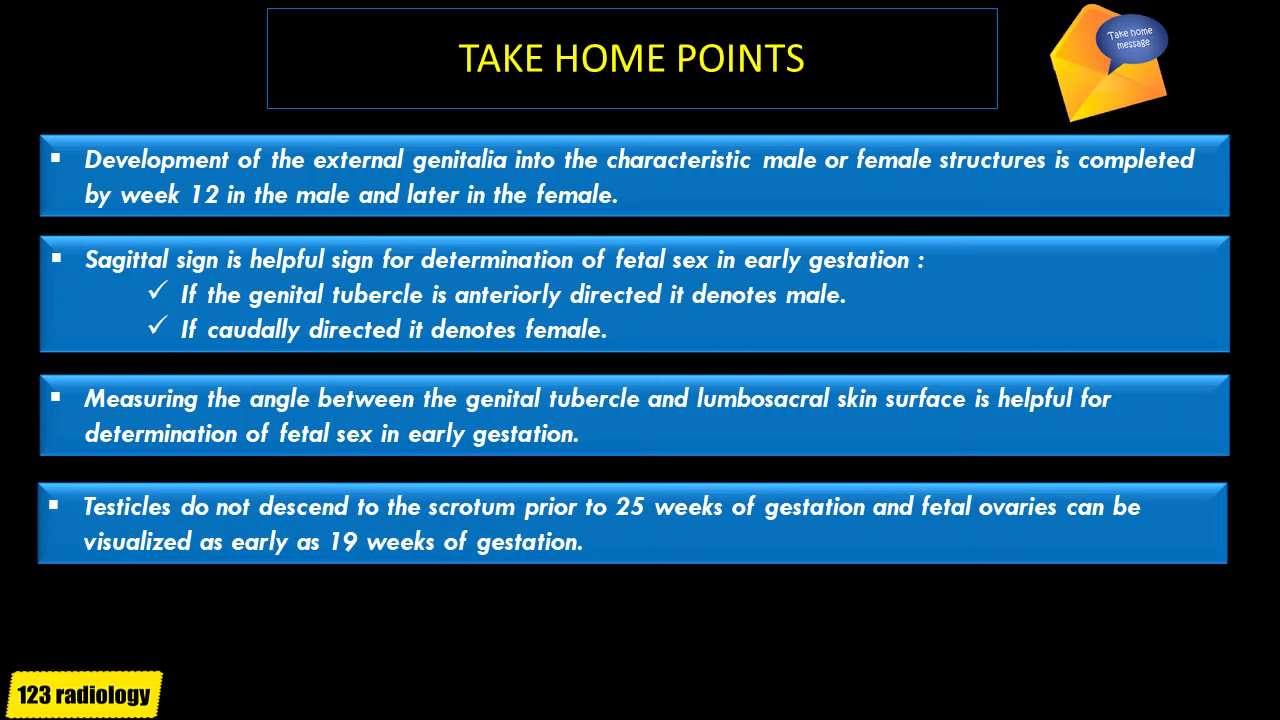 TAKE HOME POINTS
Take home
message
▪ Development of the external genitalia into the characteristic male or female structures is completed
by week 12 in the male and later in the female.
▪ Sagittal sign is helpful sign for determination of fetal sex in early gestation :
✓ If the genital tubercle is anteriorly directed it denotes male.
✓ If caudally directed it denotes female.
▪ Measuring the angle between the genital tubercle and lumbosacral skin surface is helpful for
determination of fetal sex in early gestation.
▪ Testicles do not descend to the scrotum prior to 25 weeks of gestation and fetal ovaries can be
visualized as early as 19 weeks of gestation.
123 radiology